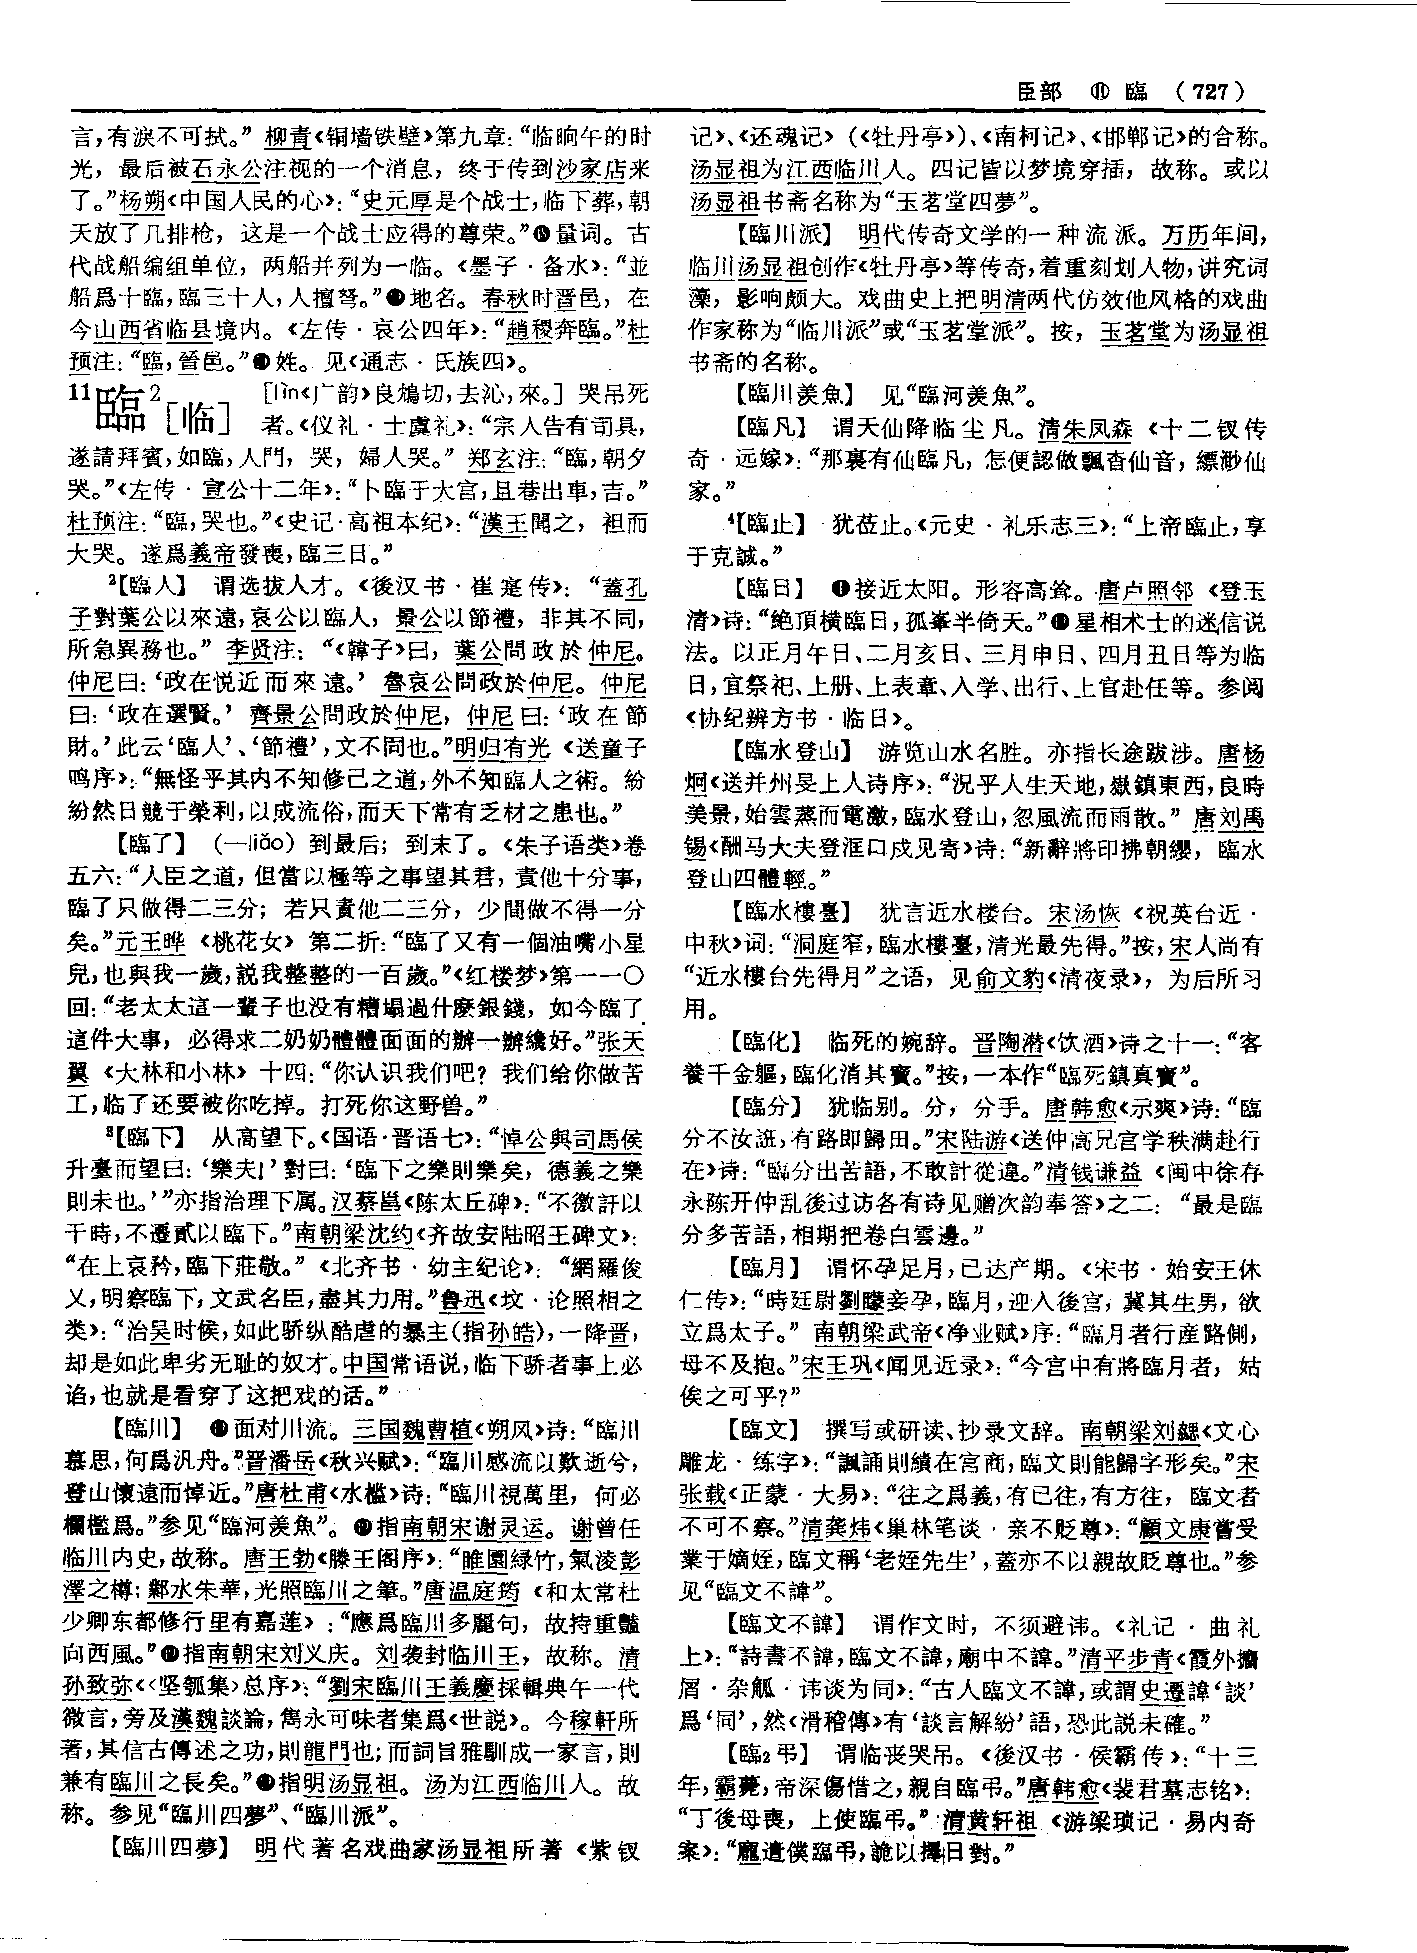 臣部 ⑪ 臨 (727)
言，有淚不可拭。”柳青《铜墙铁壁》第九章：“临晌午的时
光，最后被石永公注视的一个消息，终于传到沙家店来
了。”杨朔《中国人民的心》：“史元厚是个战士，临下葬，朝
天放了几排枪，这是一个战士应得的尊荣。”量词。古
代战船编组单位，两船并列为一临。《墨子·备水》：“並
船爲十臨，臨三十人，人擅弩。”地名。春秋时晋邑，在
今山西省临县境内。《左传·哀公四年》：“趙稷奔臨。”杜
预注：“臨，晉邑。”姓。见《通志·氏族四》。
11臨2［临］ [lìn《广韵》良鴆切，去沁，來。] 哭吊死
者。《仪礼·士虞礼》：“宗人告有司具，
遂請拜賓，如臨，入門，哭，婦人哭。”郑玄注：“臨，朝夕
哭。”《左传·宣公十二年》：“卜臨于大宫，且巷出車，吉。”
杜预注：“臨，哭也。”《史记·高祖本纪》：“漢王聞之，袒而
大哭。遂爲義帝發喪，臨三日。”
2【臨人】 谓选拔人才。《後汉书·崔寔传》：“蓋孔
子對葉公以來遠，哀公以臨人，景公以節禮，非其不同，
所急異務也。”李贤注：“《韓子》曰，葉公問政於仲尼。
仲尼曰：‘政在悦近而來遠。’魯哀公問政於仲尼。仲尼
曰：‘政在選賢。’齊景公問政於仲尼，仲尼曰：‘政在節
財。’此云‘臨人’、‘節禮’，文不同也。”明归有光《送童子
鸣序》：“無怪乎其内不知修己之道，外不知臨人之術。紛
紛然日競于榮利，以成流俗，而天下常有乏材之患也。”
【臨了】 （—liǎo）到最后；到末了。《朱子语类》卷
五六：“人臣之道，但當以極等之事望其君，責他十分事，
臨了只做得二三分；若只責他二三分，少間做不得一分
矣。”元王晔《桃花女》第二折：“臨了又有一個油嘴小星
兒，也與我一歲，説我整整的一百歲。”《红楼梦》第一一〇
回：“老太太這一輩子也没有糟塌過什麽銀錢，如今臨了
這件大事，必得求二奶奶體體面面的辦一辦纔好。”张天
翼《大林和小林》十四：“你认识我们吧？我们给你做苦
工，临了还要被你吃掉。打死你这野兽。”
3【臨下】 从高望下。《国语·晋语七》：“悼公與司馬侯
升臺而望曰：‘樂夫！’對曰：‘臨下之樂則樂矣，德義之樂
則未也。’”亦指治理下属。汉蔡邕《陈太丘碑》：“不徼訐以
干時，不遷貳以臨下。”南朝梁沈约《齐故安陆昭王碑文》：
“在上哀矜，臨下莊敬。”《北齐书·幼主纪论》：“網羅俊
乂，明察臨下，文武名臣，盡其力用。”鲁迅《坟·论照相之
类》：“治吴时候，如此骄纵酷虐的暴主（指孙皓），一降晋，
却是如此卑劣无耻的奴才。中国常语说，临下骄者事上必
谄，也就是看穿了这把戏的话。”
【臨川】 ❶面对川流。三国魏曹植《朔风》诗：“臨川
慕思，何爲汎舟。”晋潘岳《秋兴赋》：“臨川感流以歎逝兮，
登山懷遠而悼近。”唐杜甫《水槛》诗：“臨川視萬里，何必
欄檻爲。”参见“臨河羡魚”。❷指南朝宋谢灵运。谢曾任
临川内史，故称。唐王勃《滕王阁序》：“睢園緑竹，氣凌彭
澤之樽；鄴水朱華，光照臨川之筆。”唐温庭筠《和太常杜
少卿东都修行里有嘉莲》：“應爲臨川多麗句，故持重豔
向西風。”❸指南朝宋刘义庆。刘袭封临川王，故称。清
孙致弥《〈坚瓠集〉总序》：“劉宋臨川王義慶採輯典午一代
微言，旁及漢魏談論，雋永可味者集爲《世説》。今稼軒所
著，其信古傳述之功，則龍門也；而詞旨雅馴成一家言，則
兼有臨川之長矣。”❹指明汤显祖。汤为江西临川人。故
称。参见“臨川四夢”、“臨川派”。
【臨川四夢】 明代著名戏曲家汤显祖所著《紫钗
记》、《还魂记》（《牡丹亭》）、《南柯记》、《邯郸记》的合称。
汤显祖为江西临川人。四记皆以梦境穿插，故称。或以
汤显祖书斋名称为“玉茗堂四夢”。
【臨川派】 明代传奇文学的一种流派。万历年间，
临川汤显祖创作《牡丹亭》等传奇，着重刻划人物，讲究词
藻，影响颇大。戏曲史上把明清两代仿效他风格的戏曲
作家称为“临川派”或“玉茗堂派”。按，玉茗堂为汤显祖
书斋的名称。
【臨川羡魚】 见“臨河羡魚”。
【臨凡】 谓天仙降临尘凡。清朱凤森《十二钗传
奇·远嫁》：“那裏有仙臨凡，怎便認做飄杳仙音，縹渺仙
家。”
4【臨止】 犹莅止。《元史·礼乐志三》：“上帝臨止，享
于克誠。”
【臨日】 ❶接近太阳。形容高耸。唐卢照邻《登玉
清》诗：“绝頂横臨日，孤峯半倚天。”❷星相术士的迷信说
法。以正月午日、二月亥日、三月申日、四月丑日等为临
日，宜祭祀、上册、上表章、入学、出行、上官赴任等。参阅
《协纪辨方书·临日》。
【臨水登山】 游览山水名胜。亦指长途跋涉。唐杨
炯《送并州旻上人诗序》：“況乎人生天地，嶽鎮東西，良時
美景，始雲蒸而電激，臨水登山，忽風流而雨散。”唐刘禹
锡《酬马大夫登洭口戍见寄》诗：“新辭將印拂朝纓，臨水
登山四體輕。”
【臨水樓臺】 犹言近水楼台。宋汤恢《祝英台近·
中秋》词：“洞庭窄，臨水樓臺，清光最先得。”按，宋人尚有
“近水樓台先得月”之语，见俞文豹《清夜录》，为后所习
用。
【臨化】 临死的婉辞。晋陶潜《饮酒》诗之十一：“客
養千金軀，臨化消其寶。”按，一本作“臨死鎮真寶”。
【臨分】 犹临别。分，分手。唐韩愈《示爽》诗：“臨
分不汝誑，有路即歸田。”宋陆游《送仲高兄宫学秩满赴行
在》诗：“臨分出苦語，不敢計從違。”清钱谦益《闽中徐存
永陈开仲乱後过访各有诗见赠次韵奉答》之二：“最是臨
分多苦語，相期把卷白雲邊。”
【臨月】 谓怀孕足月，已达产期。《宋书·始安王休
仁传》：“時廷尉劉矇妾孕，臨月，迎入後宫，冀其生男，欲
立爲太子。”南朝梁武帝《净业赋》序：“臨月者行産路側，
母不及抱。”宋王巩《闻见近录》：“今宫中有將臨月者，姑
俟之可乎？”
【臨文】 撰写或研读、抄录文辞。南朝梁刘勰《文心
雕龙·练字》：“諷誦則績在宫商，臨文則能歸字形矣。”宋
张载《正蒙·大易》：“往之爲義，有已往，有方往，臨文者
不可不察。”清龚炜《巢林笔谈·亲不贬尊》：“顧文康嘗受
業于嫡姪，臨文稱‘老姪先生’，蓋亦不以親故貶尊也。”参
见“臨文不諱”。
【臨文不諱】 谓作文时，不须避讳。《礼记·曲礼
上》：“詩書不諱，臨文不諱，廟中不諱。”清平步青《霞外攟
屑·杂觚·讳谈为同》：“古人臨文不諱，或謂史遷諱‘談’
爲‘同’，然《滑稽傳》有‘談言解紛’語，恐此説未確。”
【臨2弔】 谓临丧哭吊。《後汉书·侯霸传》：“十三
年，霸薨，帝深傷惜之，親自臨弔。”唐韩愈《裴君墓志铭》：
“丁後母喪，上使臨弔。”清黄轩祖《游梁琐记·易内奇
案》：“龐遣僕臨弔，詭以擇日對。”